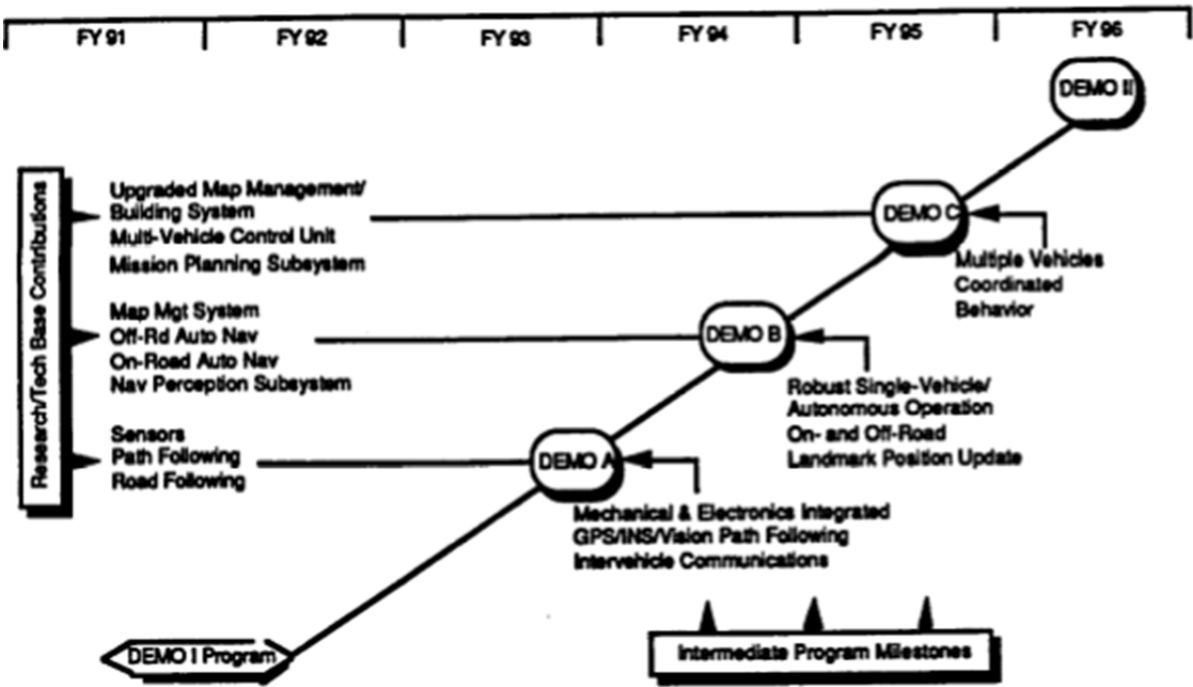 FY 91 FY 92 FY 93 FY 94 FY 95 FY 96
DEMO II
Research/Tech Base Contributions
Upgraded Map Management/
Building System
Multi-Vehicle Control Unit
Mission Planning Subsystem
DEMO C
Multiple Vehicles
Coordinated
Behavior
Map Mgt System
Off-Rd Auto Nav
On-Road Auto Nav
Nav Perception Subsystem
DEMO B
Robust Single-Vehicle/
Autonomous Operation
On- and Off-Road
Landmark Position Update
Sensors
Path Following
Road Following
DEMO A
Mechanical & Electronics Integrated
GPS/INS/Vision Path Following
Intervehicle Communications
DEMO I Program
Intermediate Program Milestones